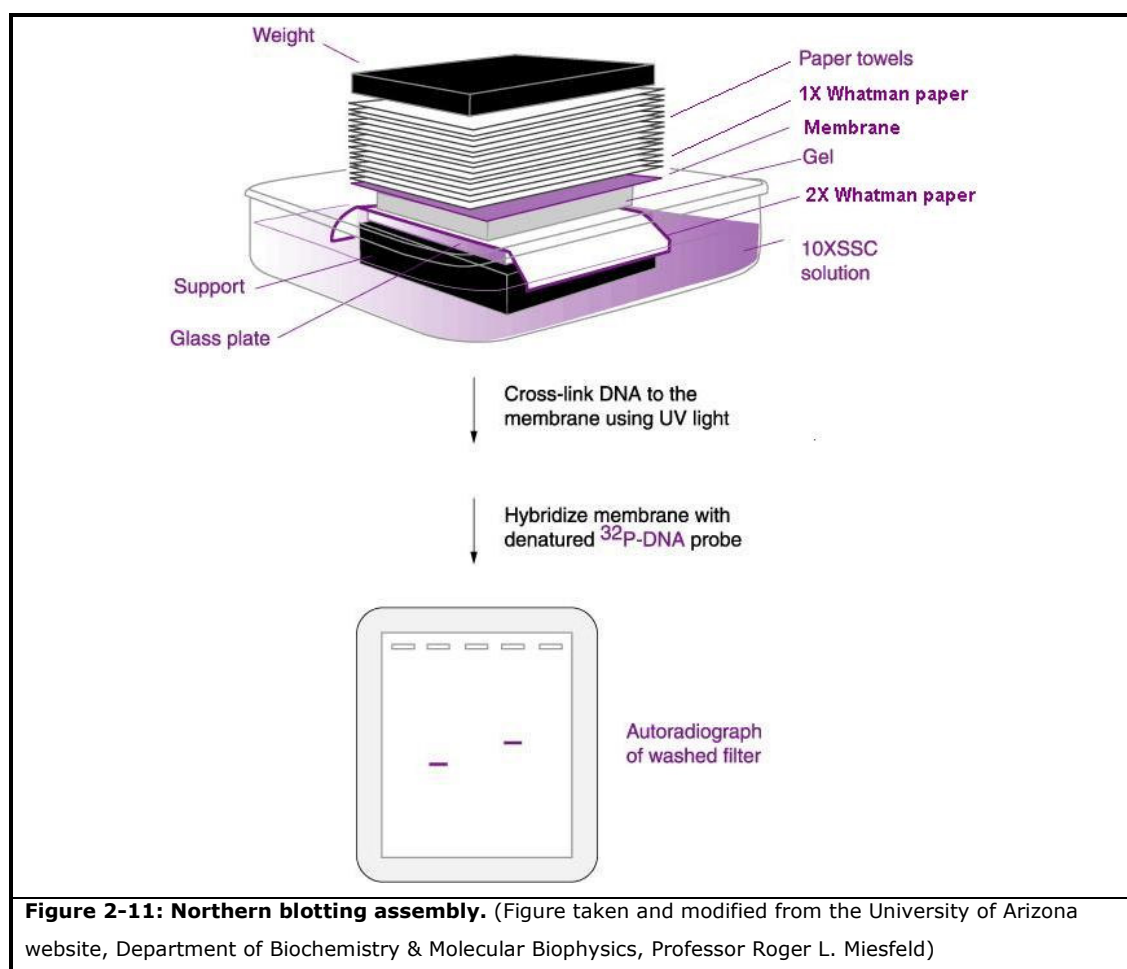 Weight
Paper towels
1X Whatman paper
Membrane
Gel
2X Whatman paper
10XSSC
solution
Support
Glass plate
Cross-link DNA to the
membrane using UV light
Hybridize membrane with
denatured 32P-DNA probe
Autoradiograph
of washed filter
Figure 2-11: Northern blotting assembly. (Figure taken and modified from the University of Arizona
website, Department of Biochemistry & Molecular Biophysics, Professor Roger L. Miesfeld)